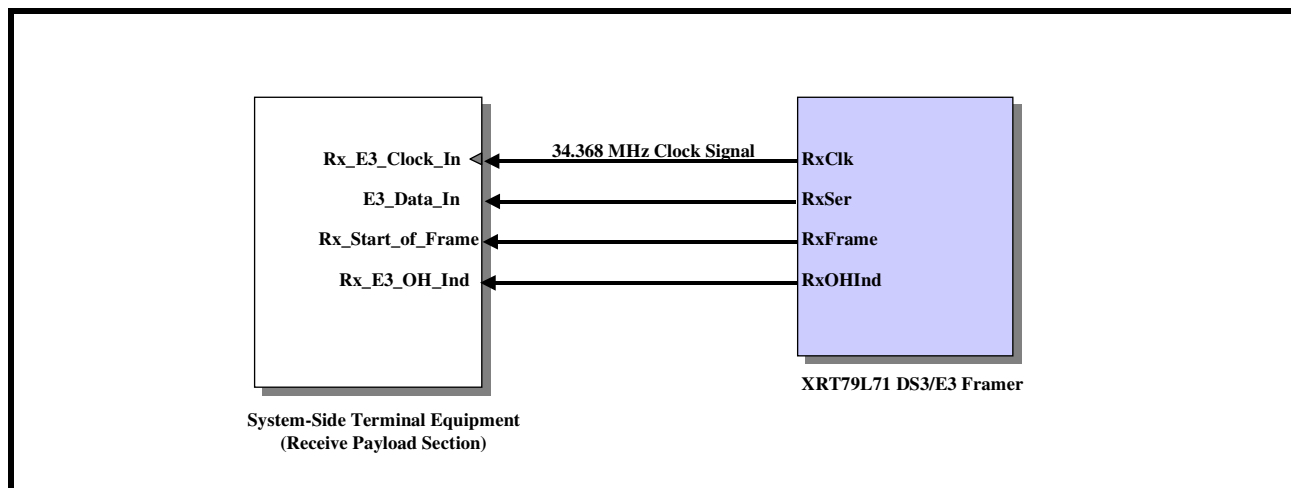 Rx_E3_Clock_In
34.368 MHz Clock Signal
RxClk
E3_Data_In
RxSer
Rx_Start_of_Frame
RxFrame
Rx_E3_OH_Ind
RxOHInd
XRT79L71 DS3/E3 Framer
System-Side Terminal Equipment
(Receive Payload Section)